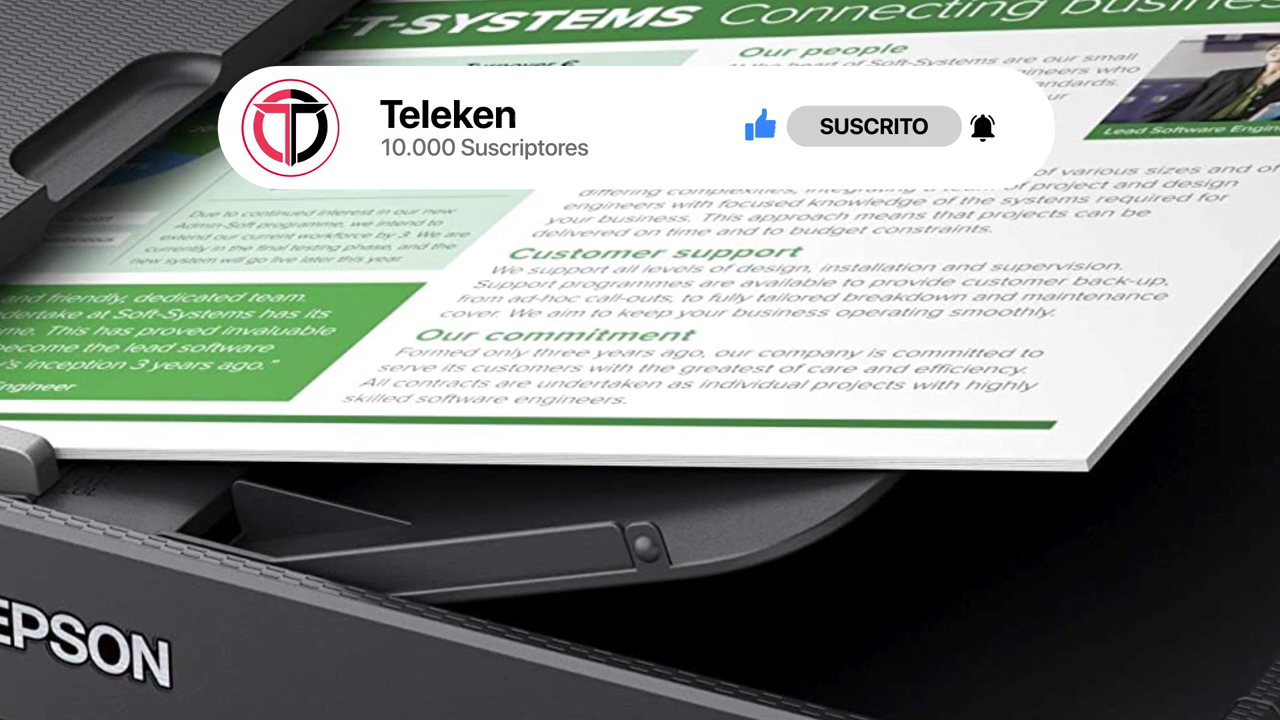 T-SYSTEMS Connecting busines
Our people
Soft-Systems are our small
ineers who
andards.
Lead Software Engin
Teleken
10.000 Suscriptores
SUSCRITO
of various sizes and of
differing complexities, integrating a team of project and design
engineers with focused knowledge of the systems required for
your business. This approach means that projects can be
delivered on time and to budget constraints.
Due to continued interest in our new
Admin-Soft programme, we intend to
extend our current workforce by 3. We are
currently in the final testing phase, and the
new system will go live later this year.
Customer support
We support all levels of design, installation and supervision.
Support programmes are available to provide customer back-up,
from ad-hoc call-outs, to fully tailored breakdown and maintenance
cover. We aim to keep your business operating smoothly.
and friendly, dedicated team.
dertake at Soft-Systems has its
me. This has proved invaluable
become the lead software
's inception 3 years ago."
Engineer
Our commitment
Formed only three years ago, our company is committed to
serve its customers with the greatest of care and efficiency.
All contracts are undertaken as individual projects with highly
skilled software engineers.
EPSON